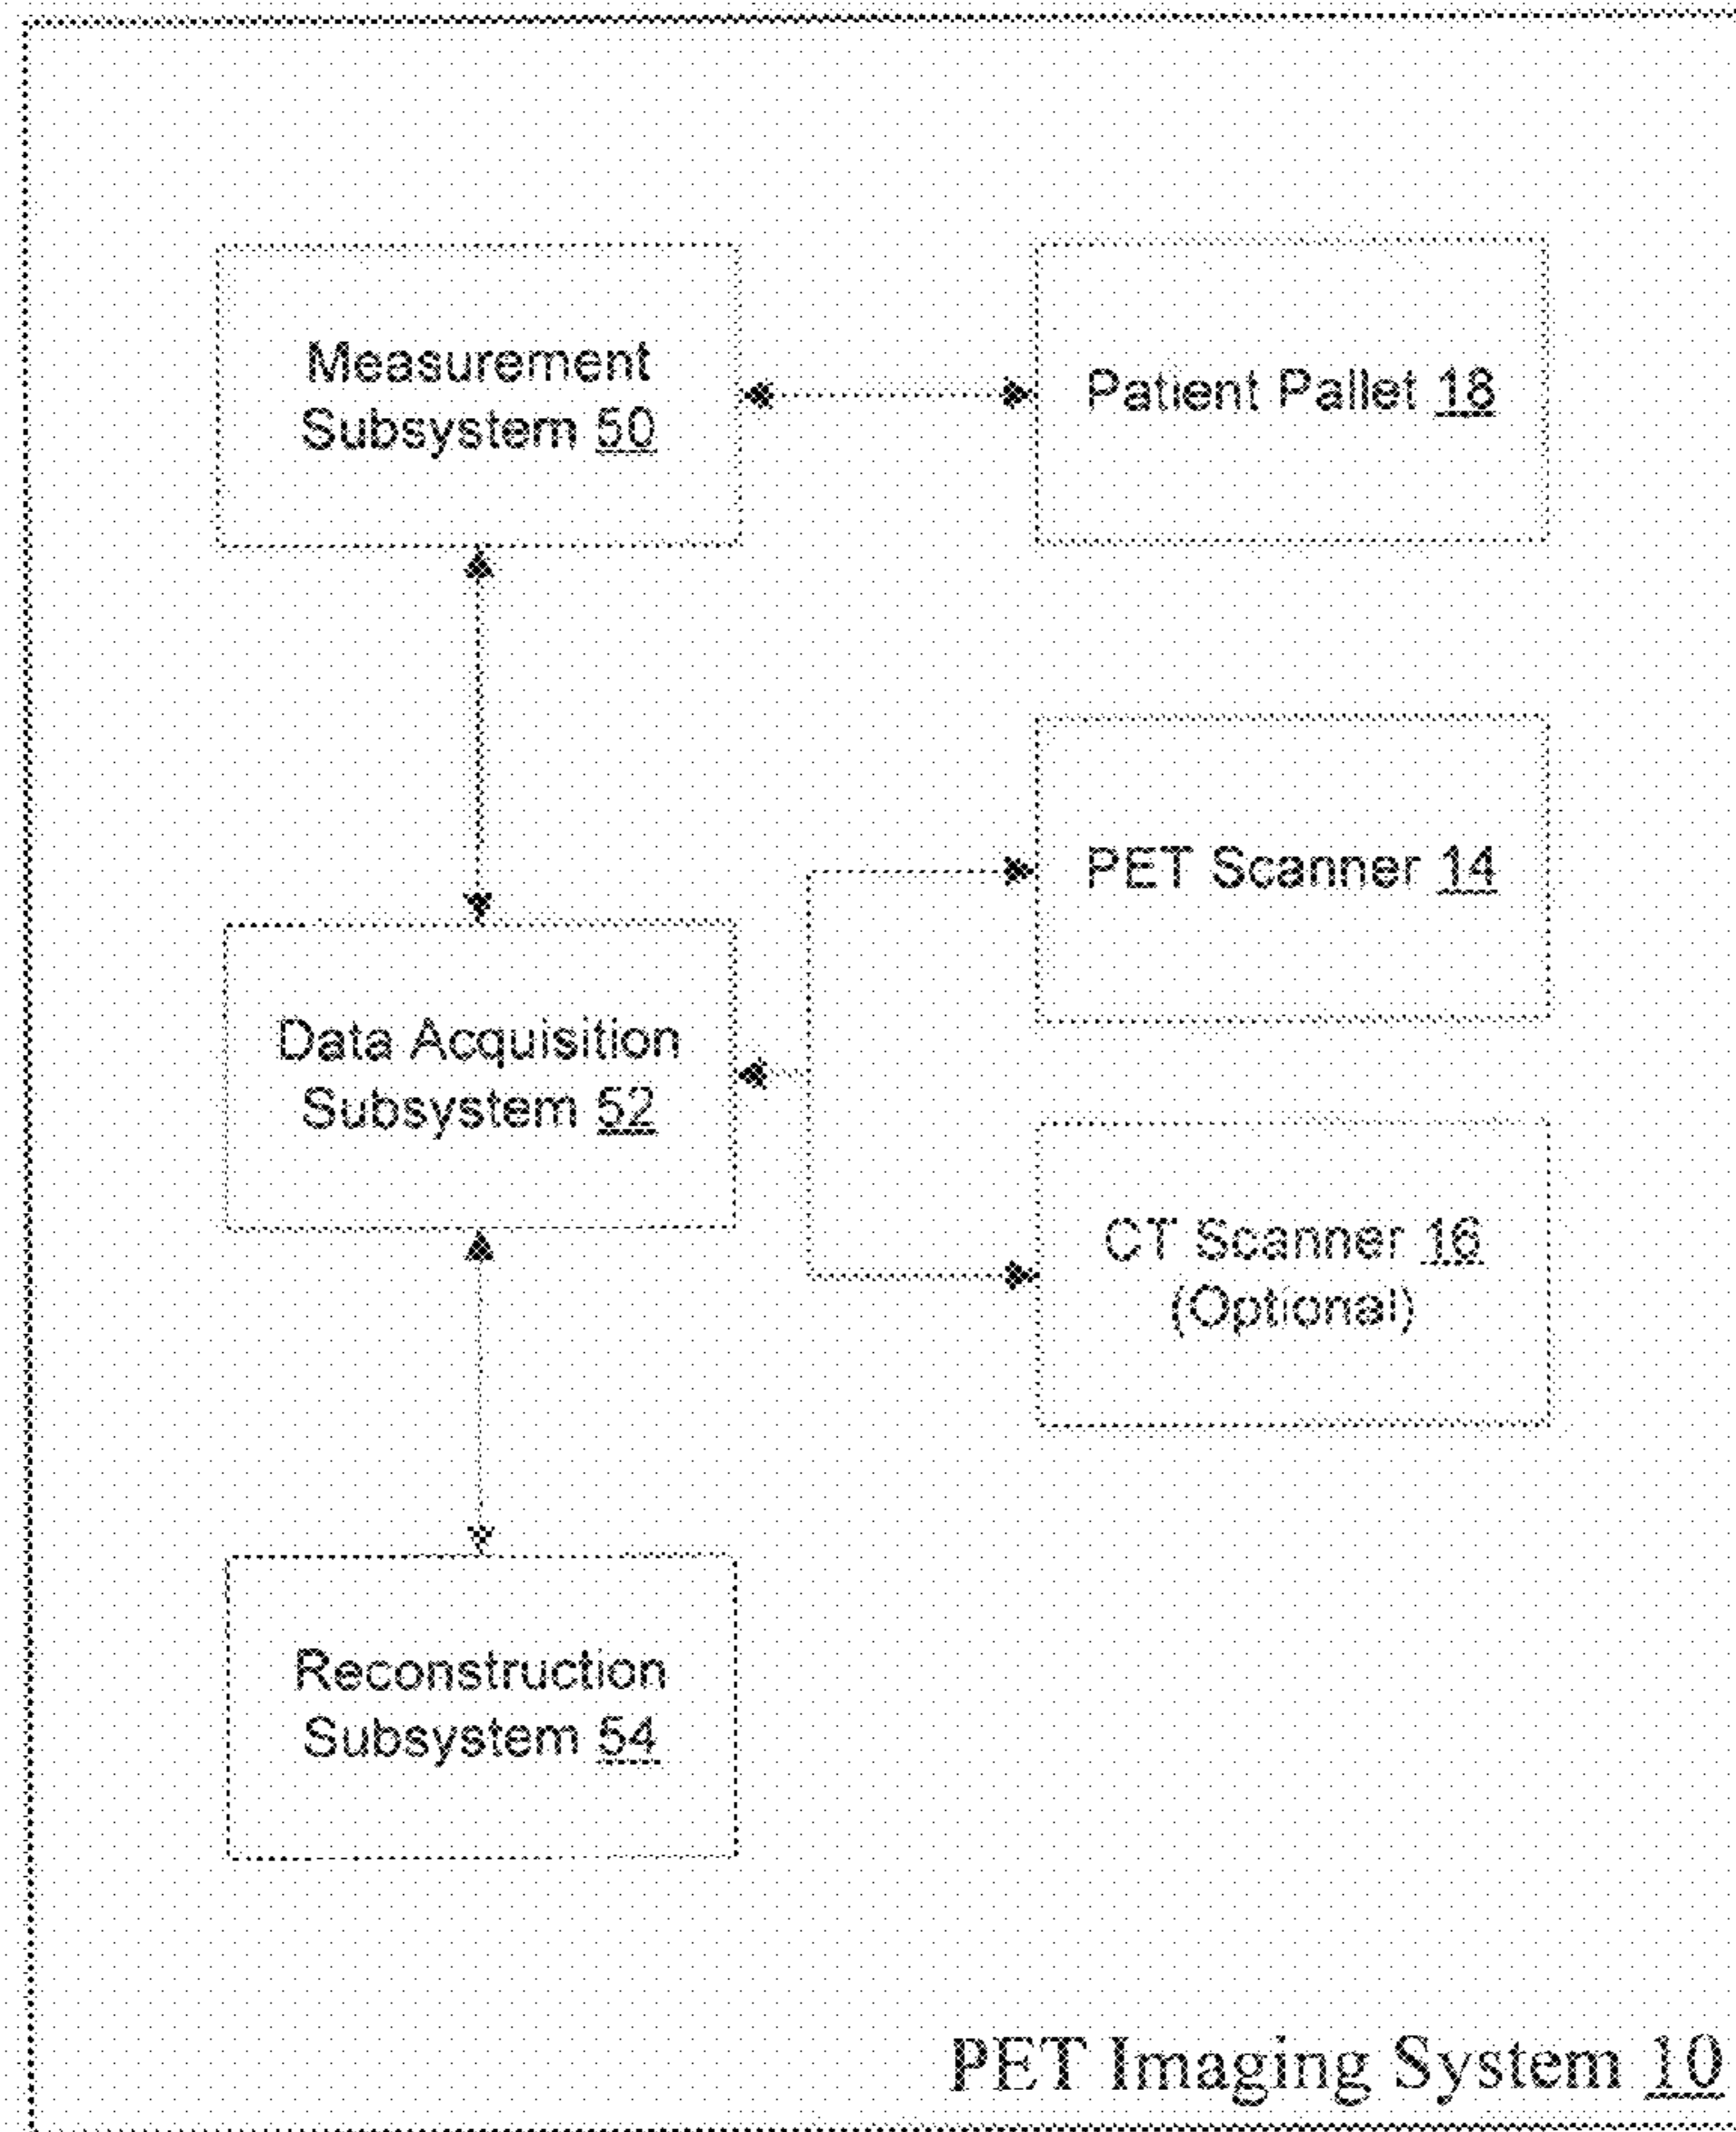 Measurement
Subsystem 50
Patient Pallet 18
PET Scanner 14
Data Acquisition
Subsystem 52
CT Scanner 16
(Optional)
Reconstruction
Subsystem 54
PET Imaging System 10